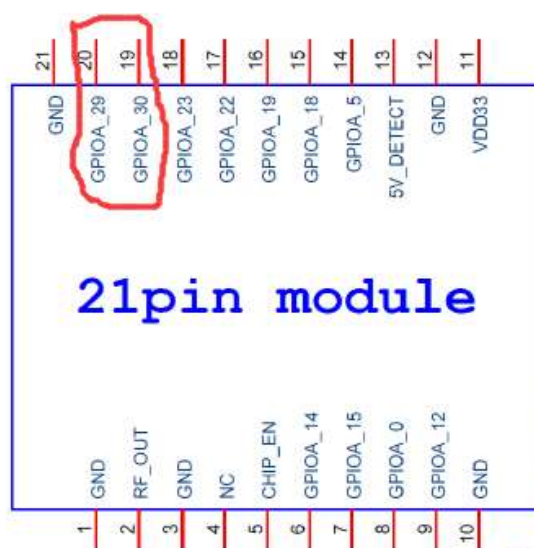 21 20 19 18 17 16 15 14 13 12 11
GND GPIOA_29 GPIOA_30 GPIOA_23 GPIOA_22 GPIOA_19 GPIOA_18 GPIOA_5 5V_DETECT GND VDD33
21pin module
GND RF_OUT GND NC CHIP_EN GPIOA_14 GPIOA_15 GPIOA_0 GPIOA_12 GND
1 2 3 4 5 6 7 8 9 10